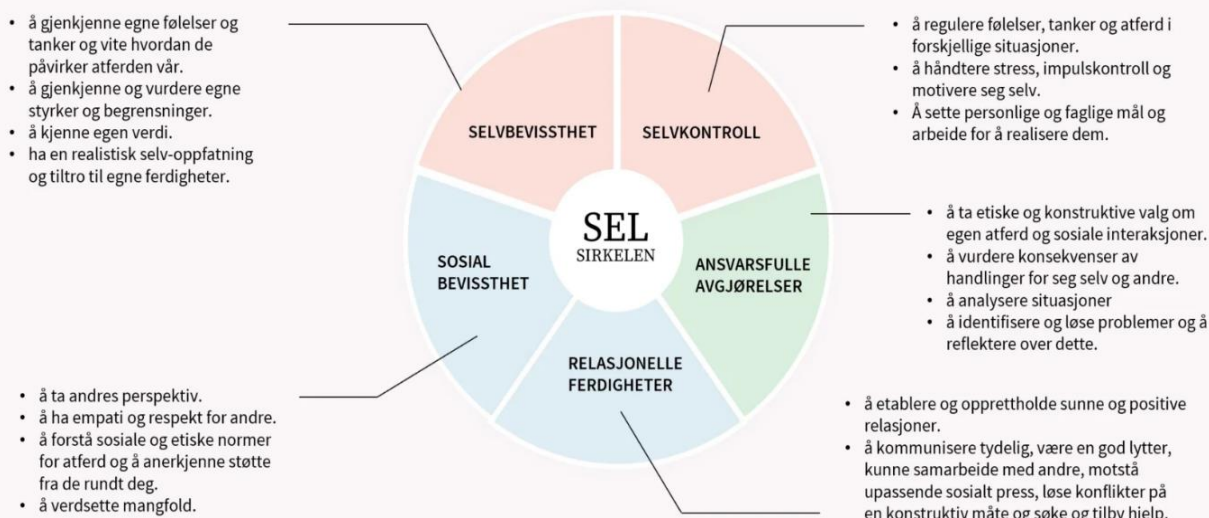 å gjenkjenne egne følelser og
tanker og vite hvordan de
påvirker atferden vår.
å gjenkjenne og vurdere egne
styrker og begrensninger.
å kjenne egen verdi.
ha en realistisk selv-oppfatning
og tiltro til egne ferdigheter.
SELVBEVISSTHET
SELVKONTROLL
å regulere følelser, tanker og atferd i
forskjellige situasjoner.
å håndtere stress, impulskontroll og
motivere seg selv.
Å sette personlige og faglige mål og
arbeide for å realisere dem.
SEL
SIRKELEN
SOSIAL
BEVISSTHET
ANSVARSFULLE
AVGJØRELSER
å ta etiske og konstruktive valg om
egen atferd og sosiale interaksjoner.
å vurdere konsekvenser av
handlinger for seg selv og andre.
å analysere situasjoner
å identifisere og løse problemer og å
reflektere over dette.
RELASJONELLE
FERDIGHETER
å ta andres perspektiv.
å ha empati og respekt for andre.
å forstå sosiale og etiske normer
for atferd og å anerkjenne støtte
fra de rundt deg.
å verdsette mangfold.
å etablere og opprettholde sunne og positive
relasjoner.
å kommunisere tydelig, være en god lytter,
kunne samarbeide med andre, motstå
upassende sosialt press, løse konflikter på
en konstruktiv måte og søke og tilby hjelp.